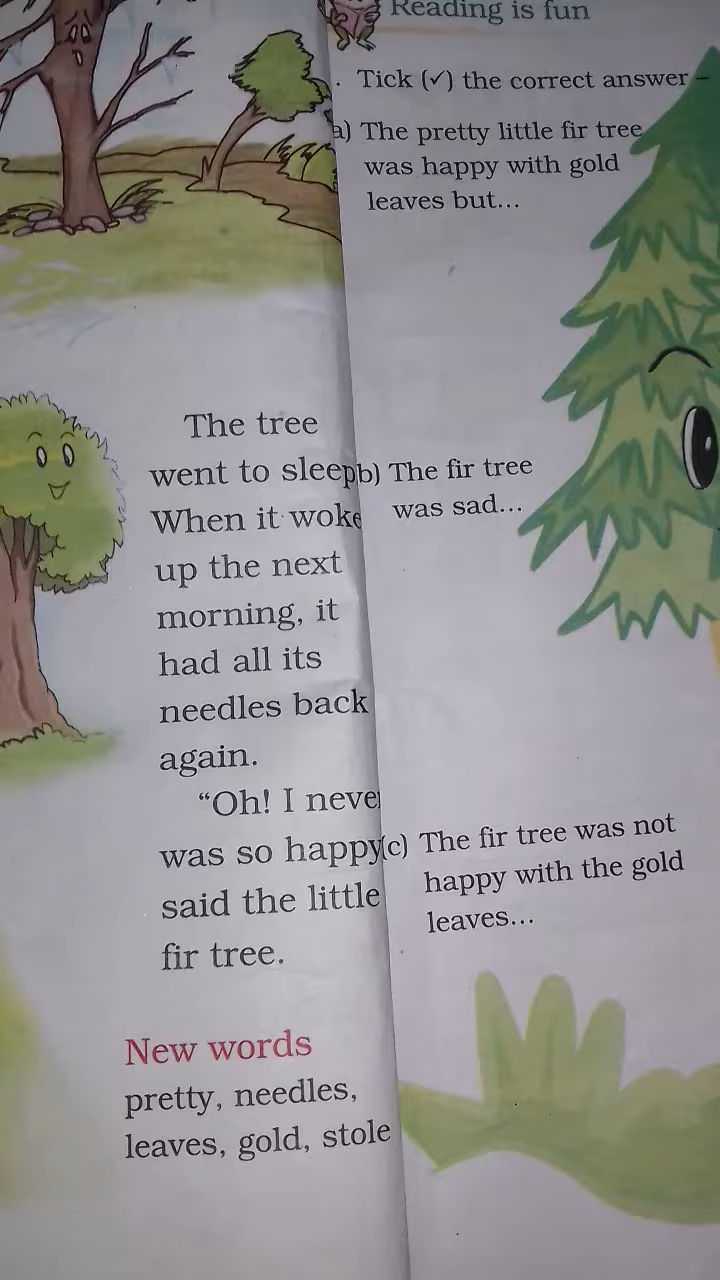 The tree
went to sleep
When it woke
up the next
morning, it
had all its
needles back
again.
“Oh! I never
was so happy
said the little
fir tree.
New words
pretty, needles,
leaves, gold, stole
Reading is fun
. Tick (✓) the correct answer –
a) The pretty little fir tree
was happy with gold
leaves but...
b) The fir tree
was sad...
(c) The fir tree was not
happy with the gold
leaves...